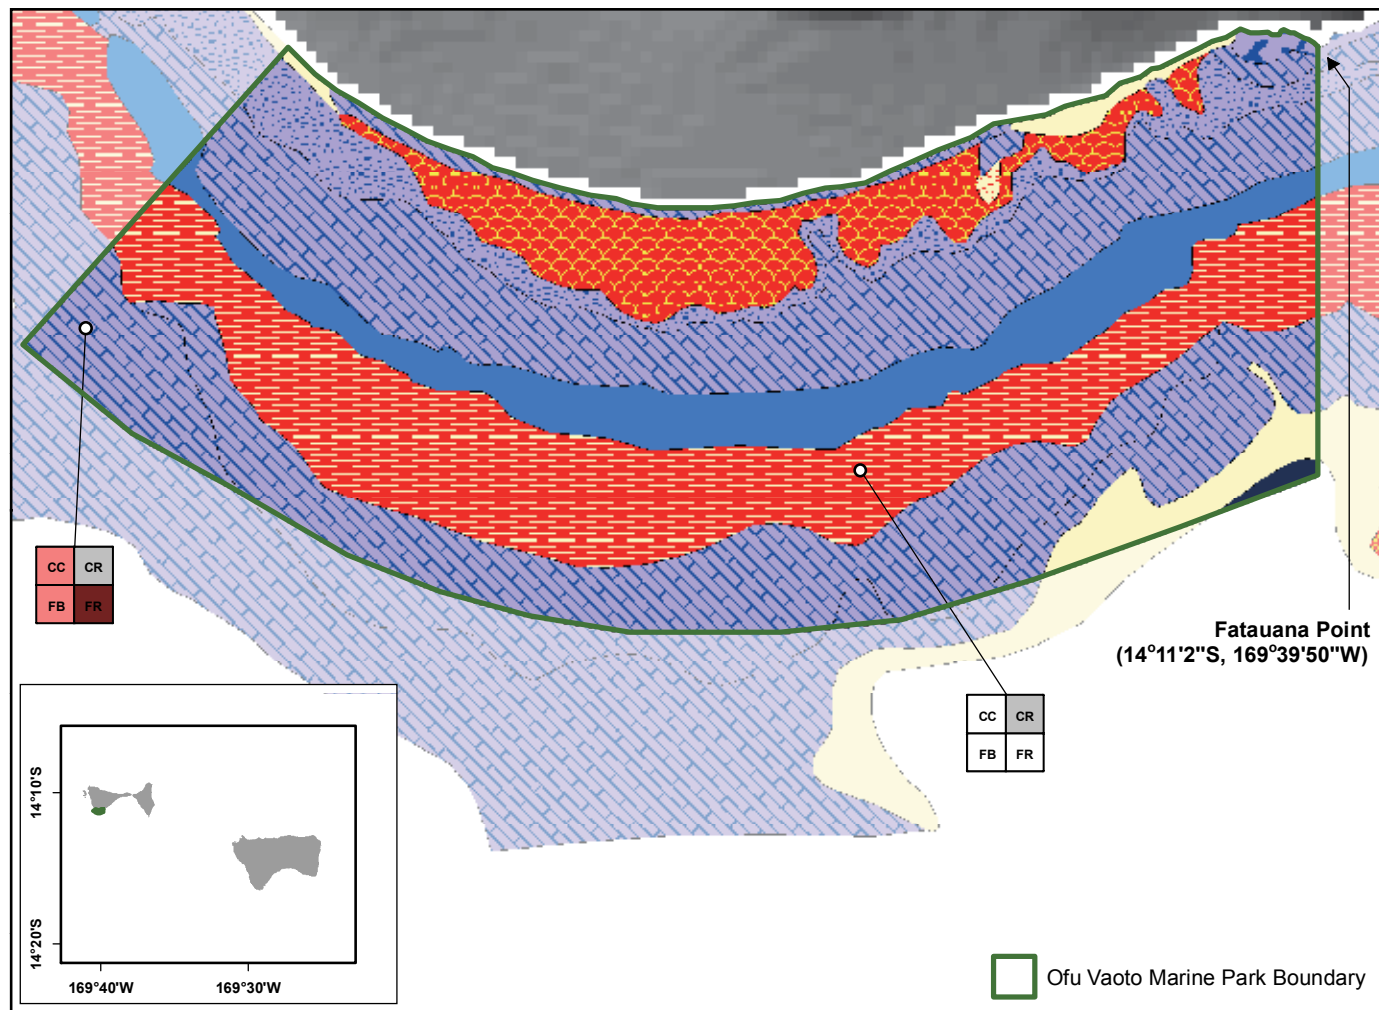 CC CR
FB FR
Fatauana Point
(14°11'2"S, 169°39'50"W)
CC CR
FB FR
14°10'S
14°20'S
169°40'W 169°30'W
Ofu Vaoto Marine Park Boundary